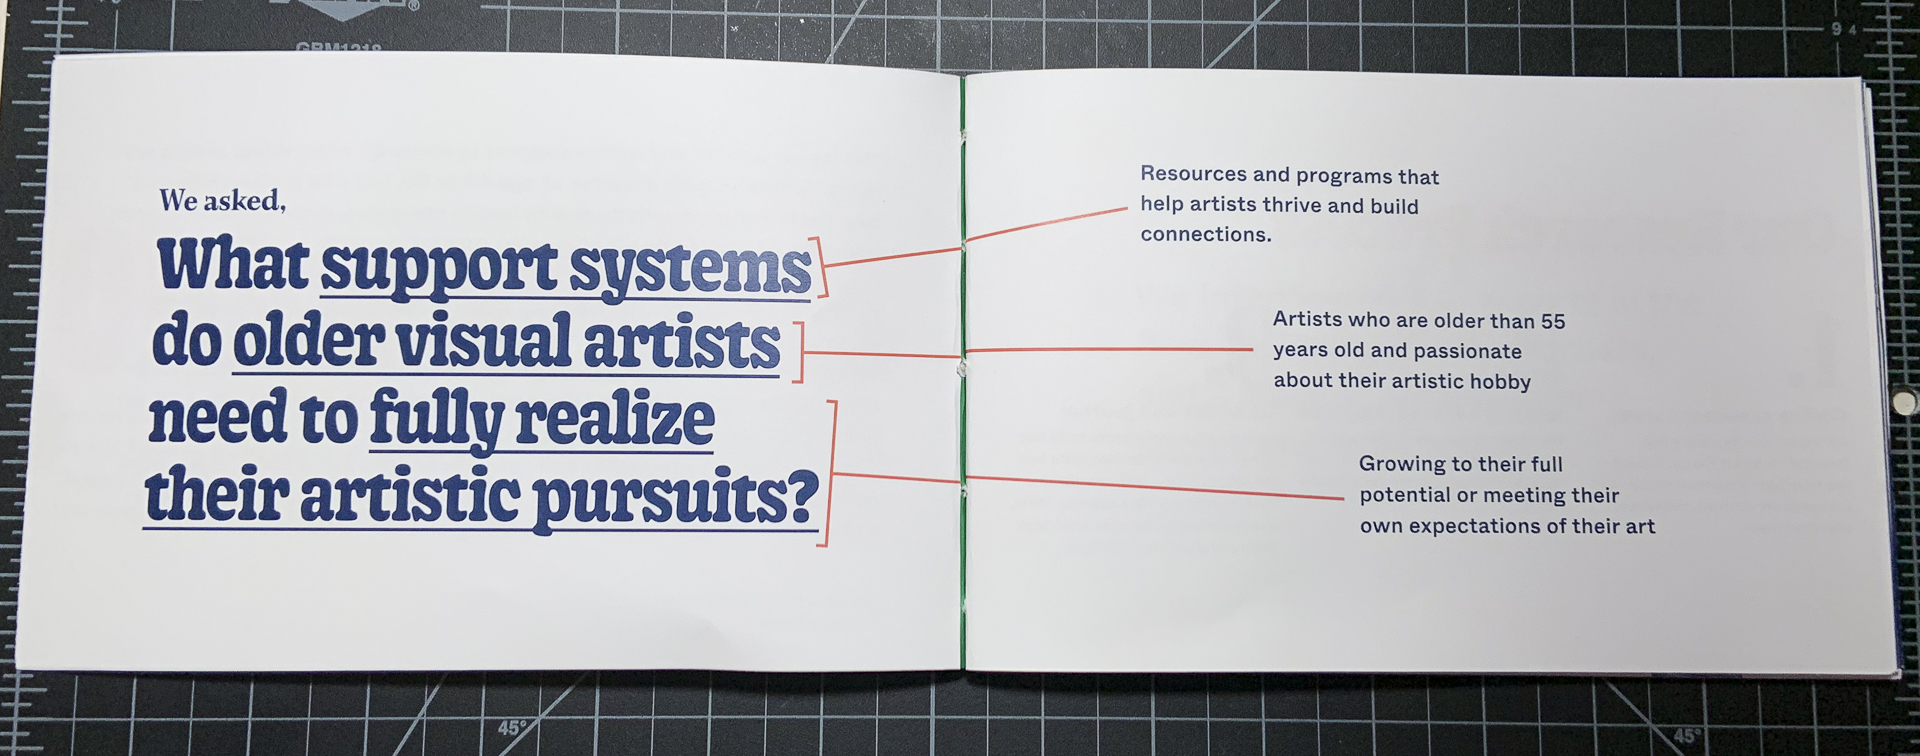 GBM1218
94
We asked,
What support systems
do older visual artists
need to fully realize
their artistic pursuits?
Resources and programs that
help artists thrive and build
connections.
Artists who are older than 55
years old and passionate
about their artistic hobby
Growing to their full
potential or meeting their
own expectations of their art
45°
45°